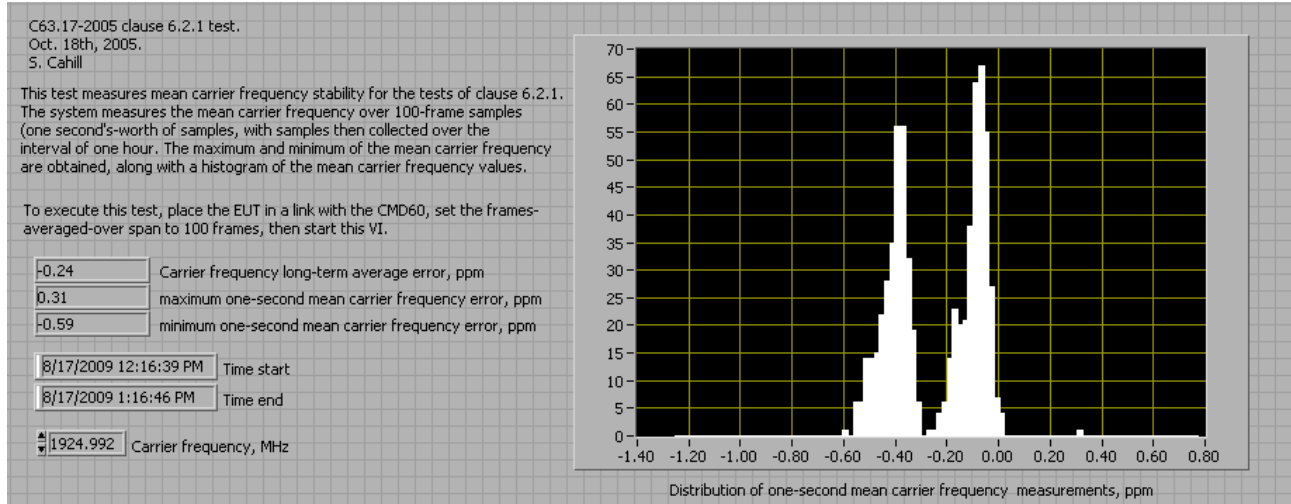 C63.17-2005 clause 6.2.1 test.
Oct. 18th, 2005.
S. Cahill
This test measures mean carrier frequency stability for the tests of clause 6.2.1.
The system measures the mean carrier frequency over 100-frame samples
(one second's-worth of samples, with samples then collected over the
interval of one hour. The maximum and minimum of the mean carrier frequency
are obtained, along with a histogram of the mean carrier frequency values.
To execute this test, place the EUT in a link with the CMD60, set the frames-
averaged-over span to 100 frames, then start this VI.
-0.24 Carrier frequency long-term average error, ppm
0.31 maximum one-second mean carrier frequency error, ppm
-0.59 minimum one-second mean carrier frequency error, ppm
8/17/2009 12:16:39 PM Time start
8/17/2009 1:16:46 PM Time end
1924.992 Carrier frequency, MHz
70
65
60
55
50
45
40
35
30
25
20
15
10
5
0
-1.40 -1.20 -1.00 -0.80 -0.60 -0.40 -0.20 0.00 0.20 0.40 0.60 0.80
Distribution of one-second mean carrier frequency measurements, ppm